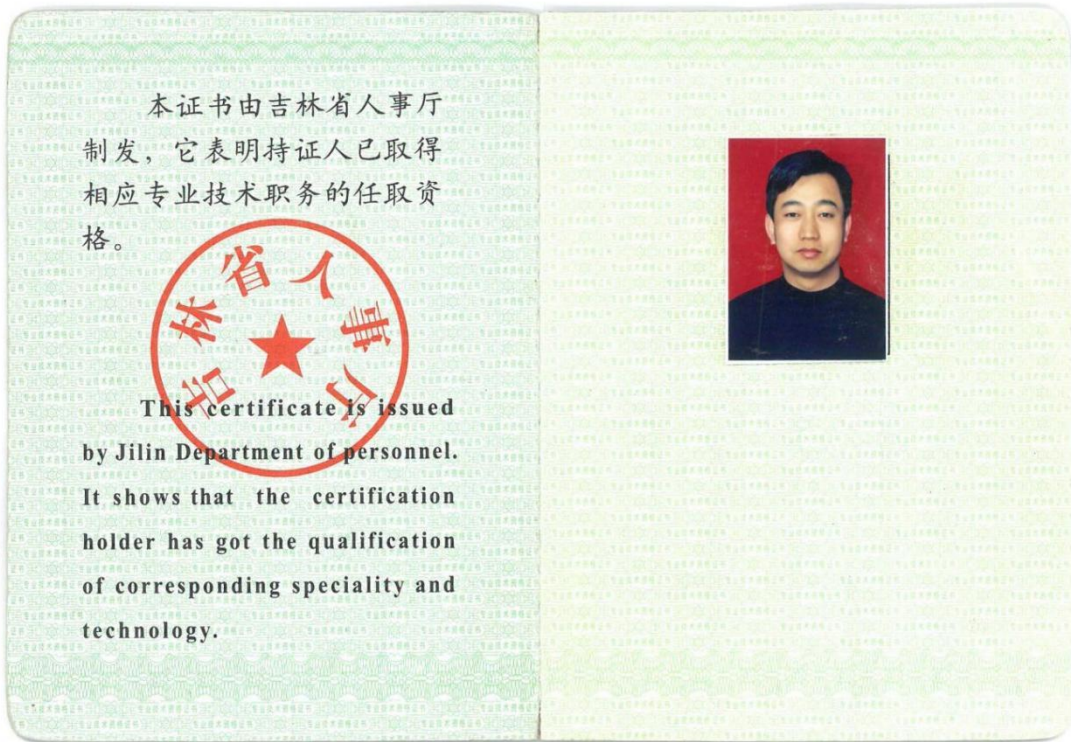 本证书由吉林省人事厅
制发，它表明持证人已取得
相应专业技术职务的任取资
格。
吉林省人事厅
This certificate is issued
by Jilin Department of personnel.
It shows that the certification
holder has got the qualification
of corresponding speciality and
technology.